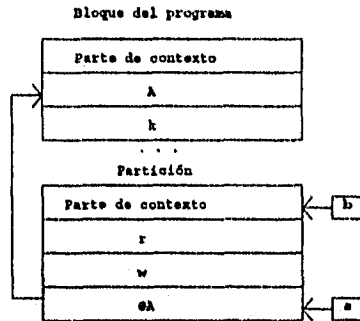 Bloque del programa
Parte de contexto
A
k
. . .
Partición
Parte de contexto
b
r
w
@A
s